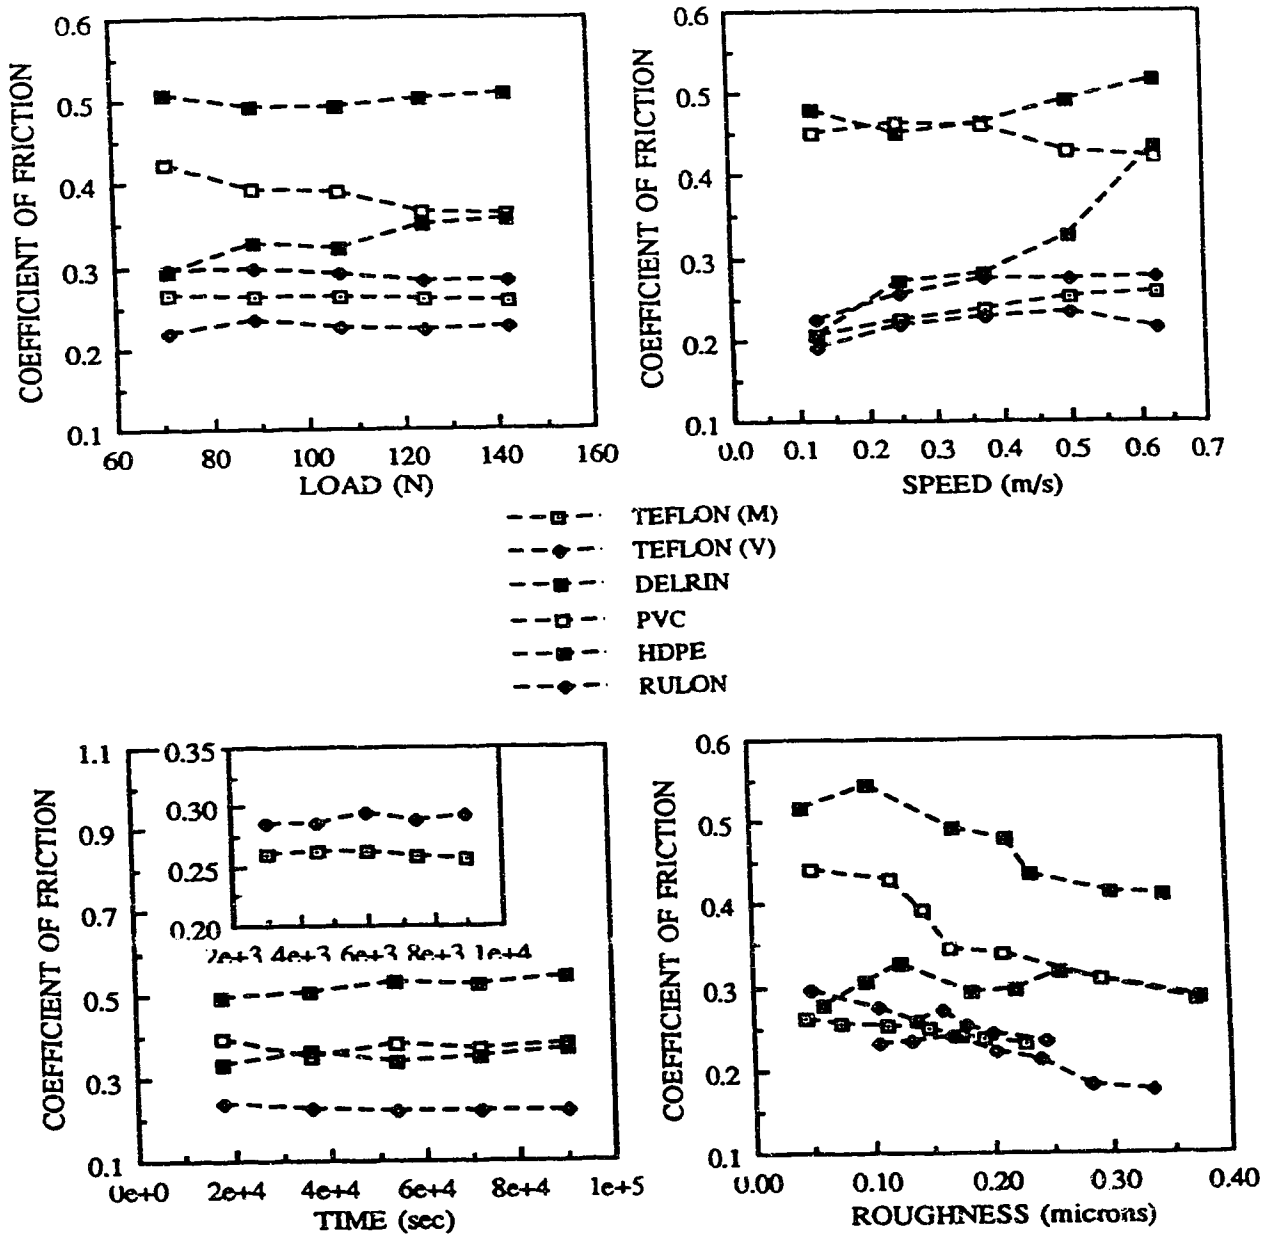 0.6
0.5
0.4
0.3
0.2
0.1
COEFFICIENT OF FRICTION
60 80 100 120 140 160
LOAD (N)
0.6
0.5
0.4
0.3
0.2
0.1
COEFFICIENT OF FRICTION
0.0 0.1 0.2 0.3 0.4 0.5 0.6 0.7
SPEED (m/s)
TEFLON (M)
TEFLON (V)
DELRIN
PVC
HDPE
RULON
1.1
0.9
0.7
0.5
0.3
0.1
COEFFICIENT OF FRICTION
0.35
0.30
0.25
0.20
2e+3 4e+3 6e+3 8e+3 1e+4
0e+0 2e+4 4e+4 6e+4 8e+4 1e+5
TIME (sec)
0.6
0.5
0.4
0.3
0.2
0.1
COEFFICIENT OF FRICTION
0.00 0.10 0.20 0.30 0.40
ROUGHNESS (microns)